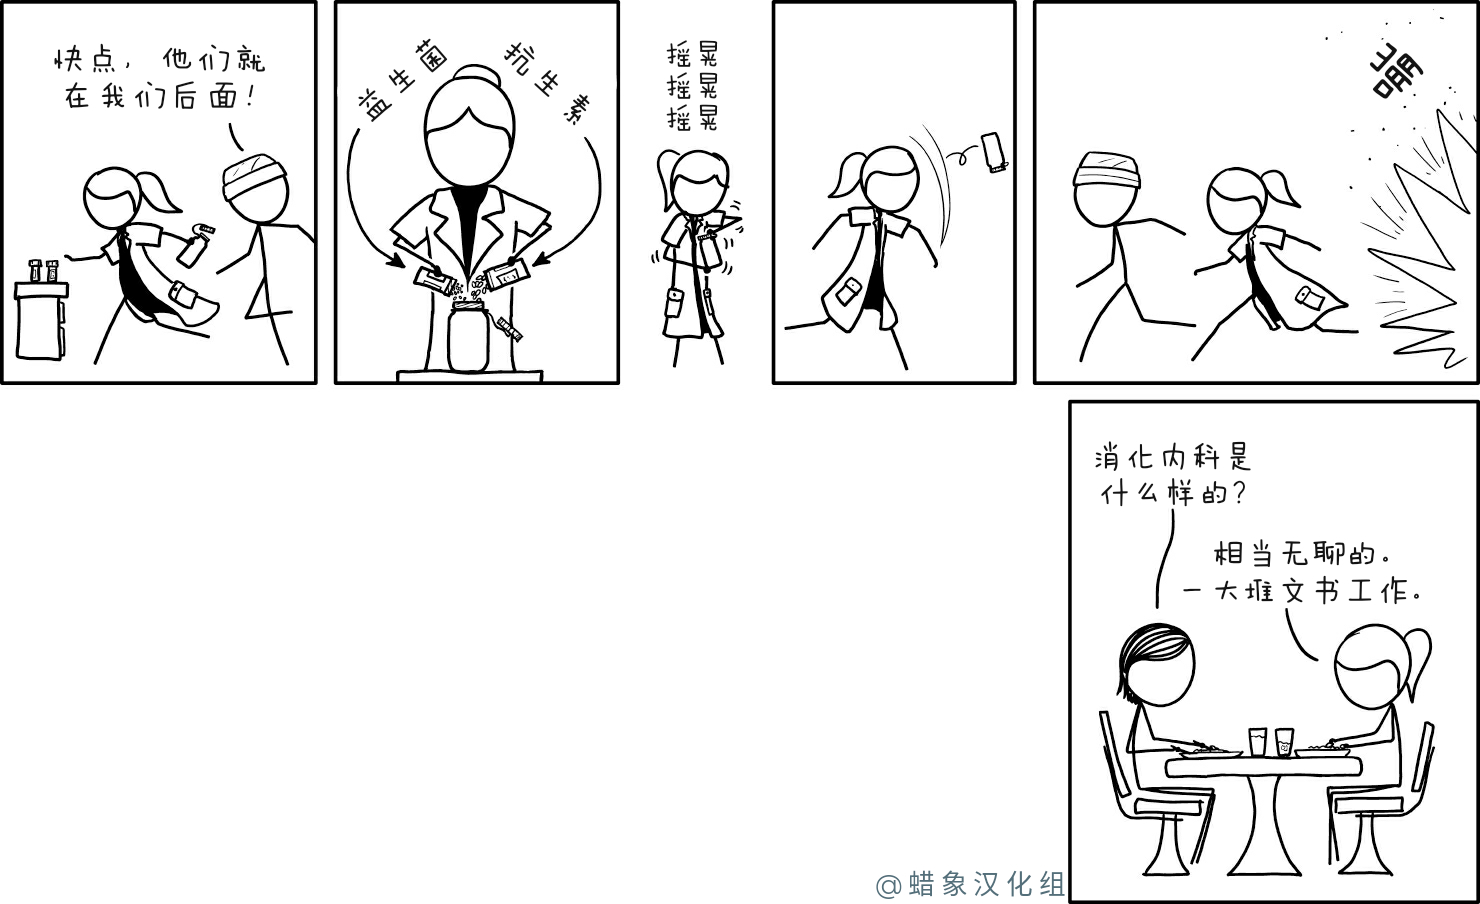 快点，他们就
在我们后面！
益生菌
抗生素
摇晃
摇晃
摇晃
嘣
消化内科是
什么样的？
相当无聊的。
一大堆文书工作。
@蜡象汉化组